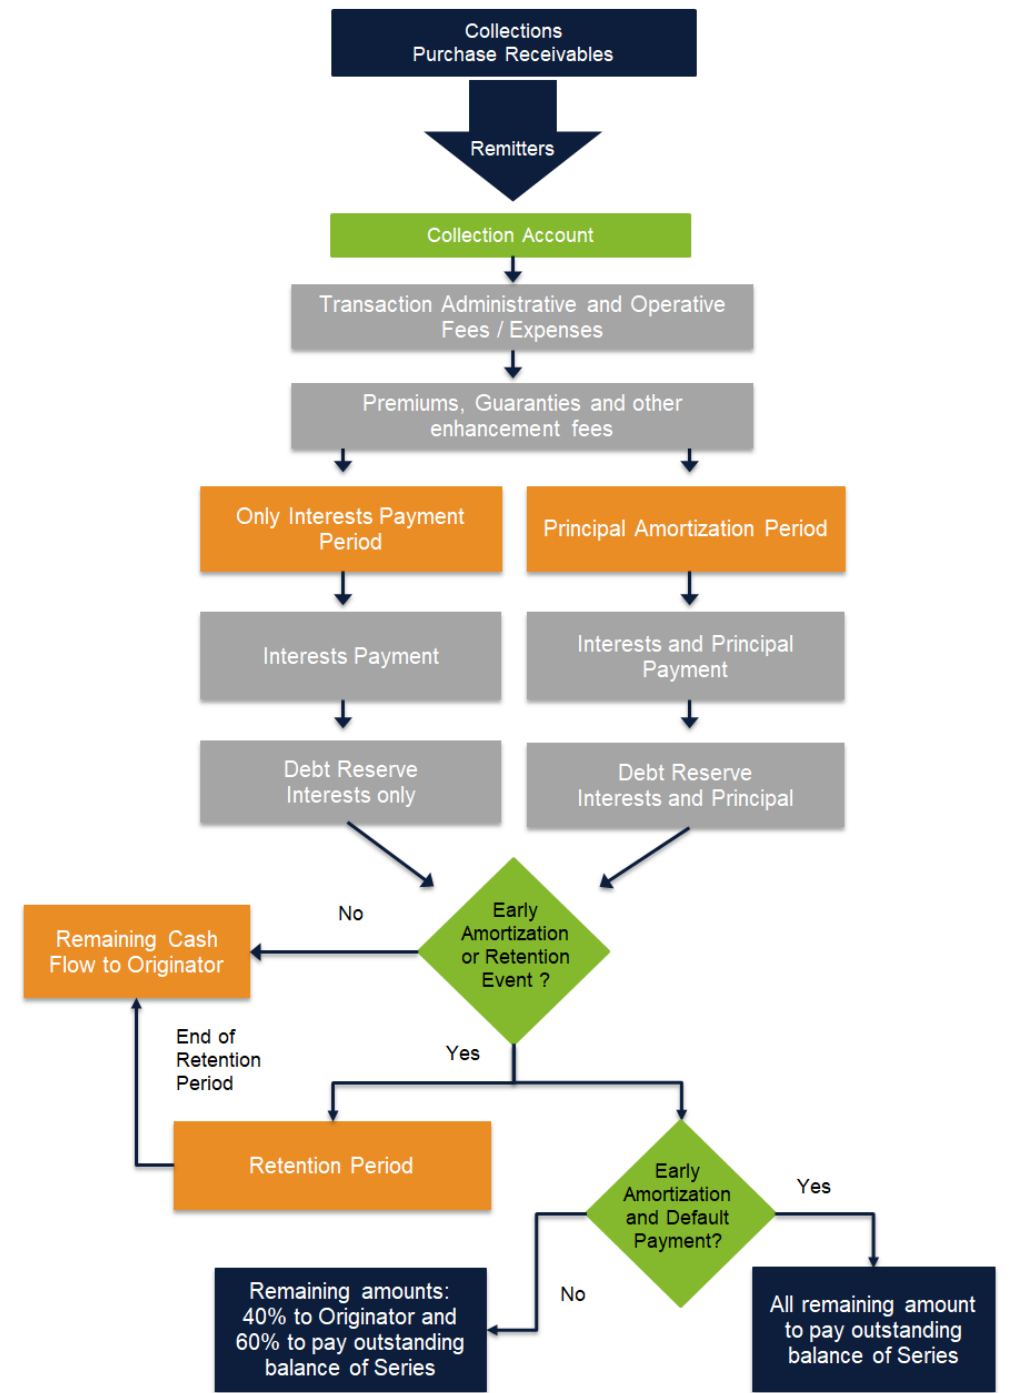 Collections
Purchase Receivables
Remitters
Collection Account
Transaction Administrative and Operative
Fees / Expenses
Premiums, Guaranties and other
enhancement fees
Only Interests Payment
Period
Principal Amortization Period
Interests Payment
Interests and Principal
Payment
Debt Reserve
Interests only
Debt Reserve
Interests and Principal
Early
Amortization
or Retention
Event ?
No
Remaining Cash
Flow to Originator
End of
Retention
Period
Yes
Retention Period
Early
Amortization
and Default
Payment?
Yes
No
Remaining amounts:
40% to Originator and
60% to pay outstanding
balance of Series
All remaining amount
to pay outstanding
balance of Series